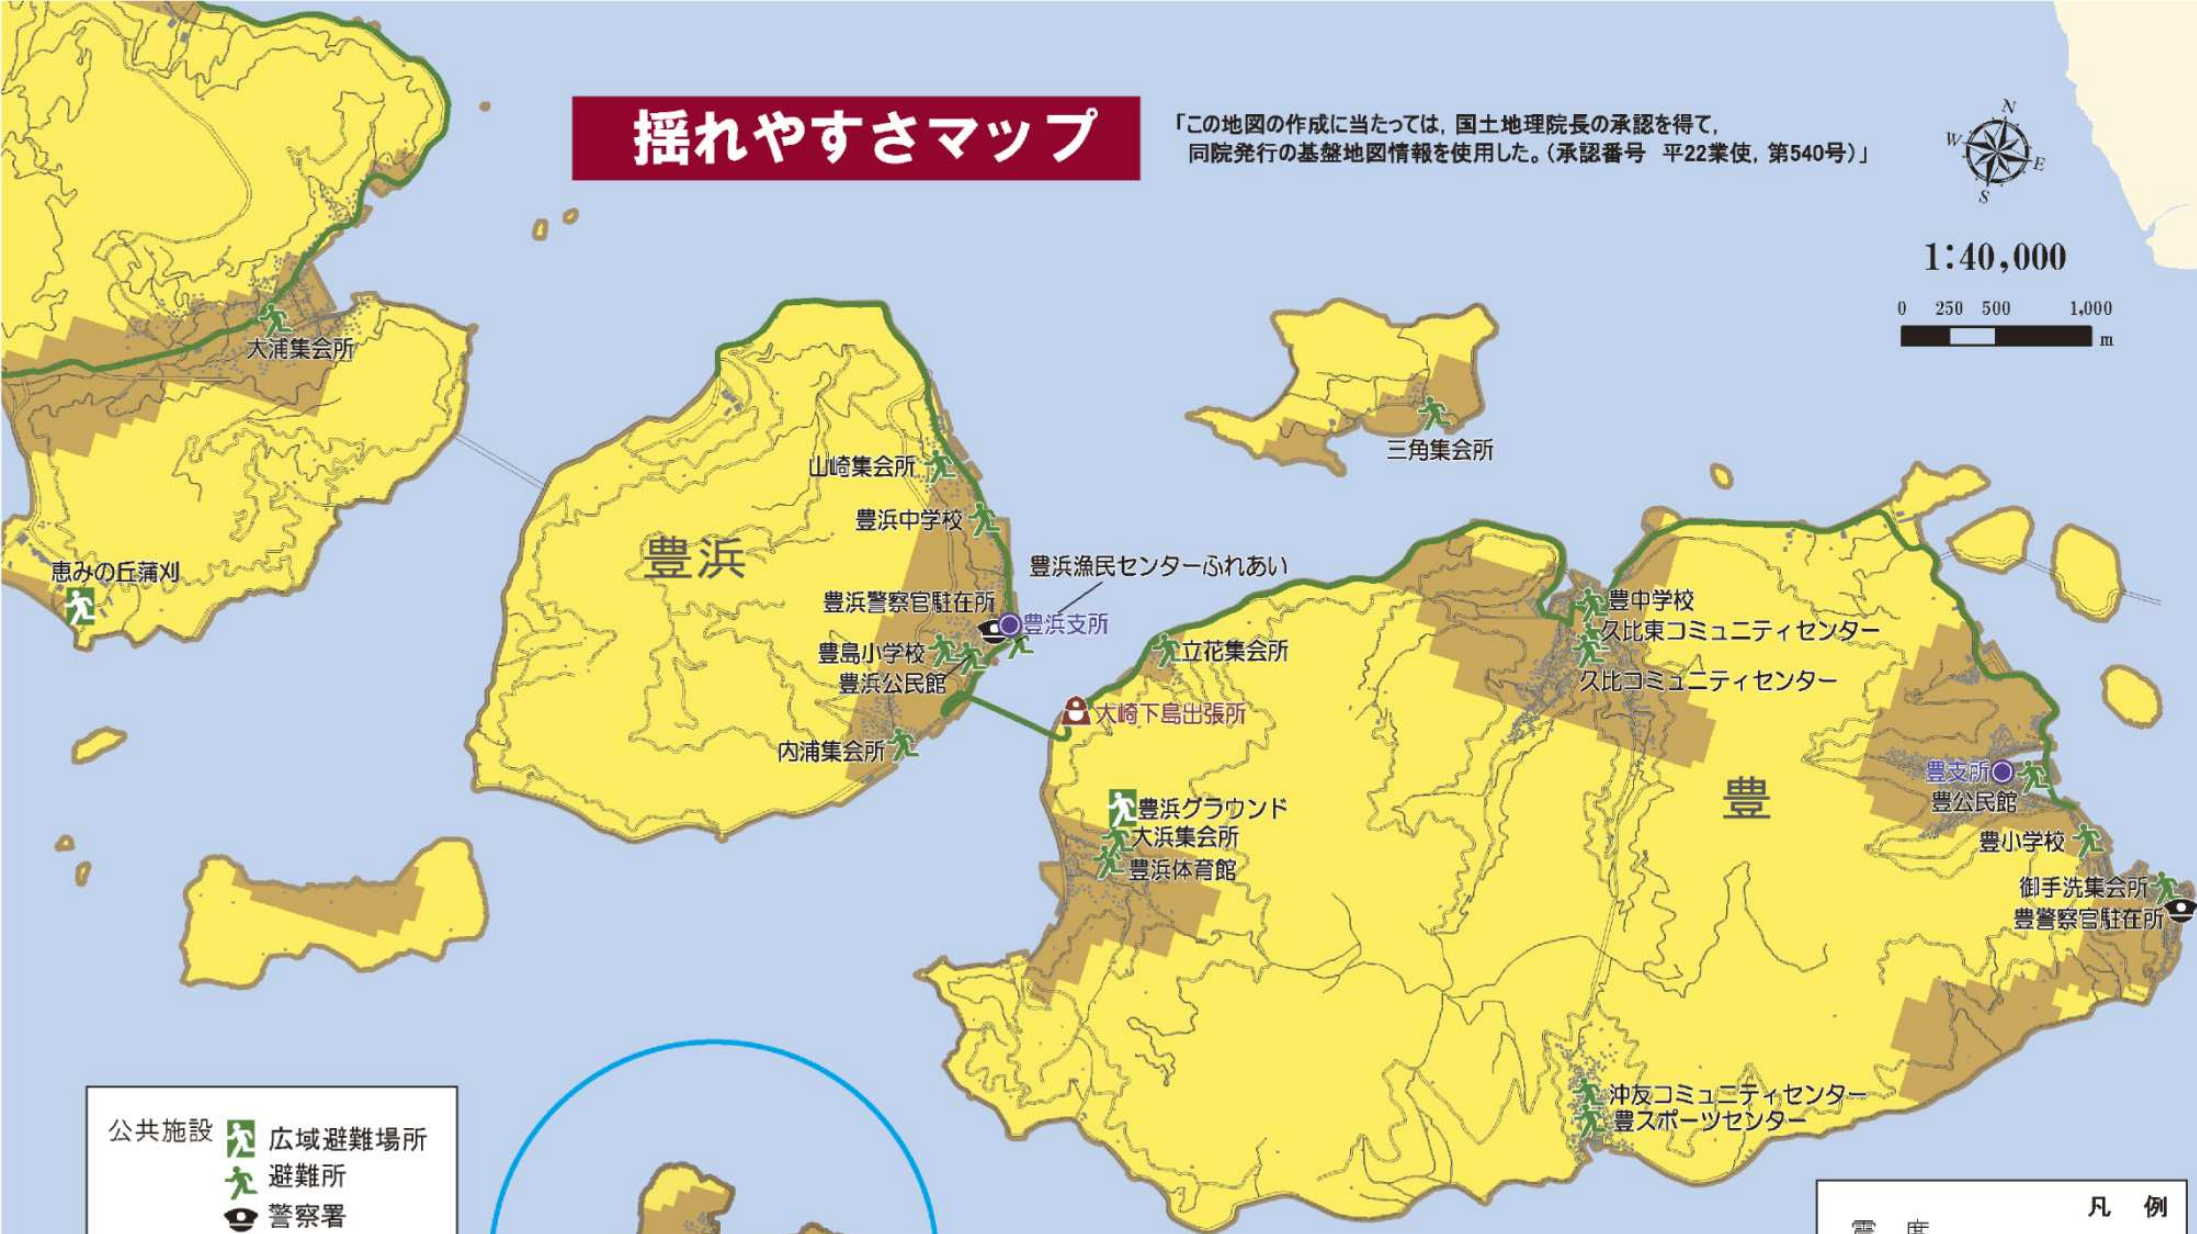 揺れやすさマップ
「この地図の作成に当たっては，国土地理院長の承認を得て，
同院発行の基盤地図情報を使用した。（承認番号　平22業使，第540号）」
N
W
E
S
1:40,000
0 250 500 1,000
m
大浦集会所
三角集会所
山崎集会所
豊浜中学校
豊浜
豊浜漁民センターふれあい
恵みの丘蒲刈
豊浜警察官駐在所
豊浜支所
豊島小学校
豊浜公民館
内浦集会所
立花集会所
大崎下島出張所
豊中学校
久比東コミュニティセンター
久比コミュニティセンター
豊
豊支所
豊公民館
豊浜グラウンド
大浜集会所
豊浜体育館
豊小学校
御手洗集会所
豊警察官駐在所
沖友コミュニティセンター
豊スポーツセンター
公共施設
広域避難場所
避難所
警察署
凡 例
震 度